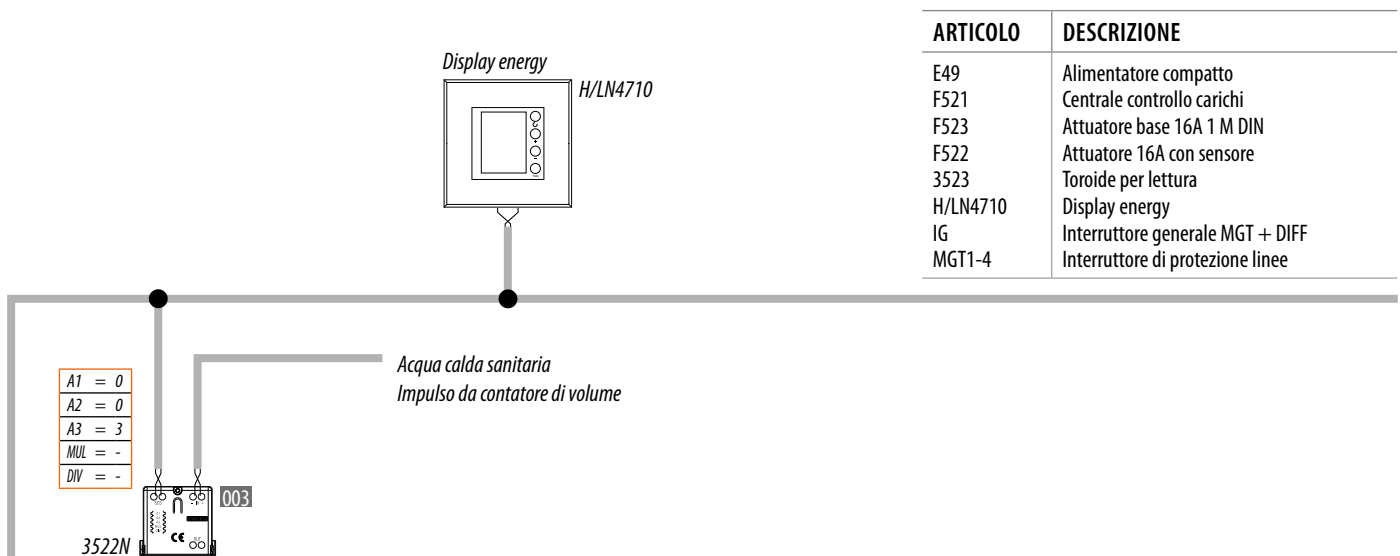 Display energy
H/LN4710
ARTICOLO DESCRIZIONE
E49 Alimentatore compatto
F521 Centrale controllo carichi
F523 Attuatore base 16A 1 M DIN
F522 Attuatore 16A con sensore
3523 Toroide per lettura
H/LN4710 Display energy
IG Interruttore generale MGT + DIFF
MGT1-4 Interruttore di protezione linee
Acqua calda sanitaria
Impulso da contatore di volume
A1 = 0
A2 = 0
A3 = 3
MUL = -
DIV = -
003
CE
3522N